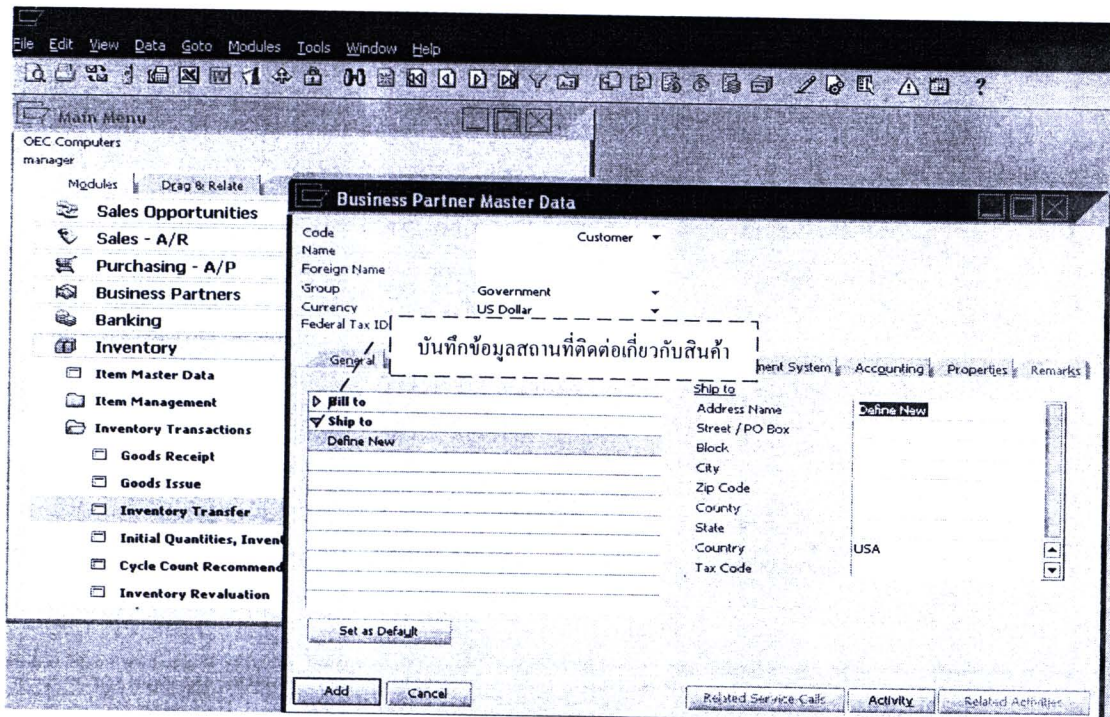 File Edit View Data Goto Modules Tools Window Help
Main Menu
OEC Computers
manager
Modules Drag & Relate
Sales Opportunities
Sales - A/R
Purchasing - A/P
Business Partners
Banking
Inventory
Item Master Data
Item Management
Inventory Transactions
Goods Receipt
Goods Issue
Inventory Transfer
Initial Quantities, Invent
Cycle Count Recommend
Inventory Revaluation
Business Partner Master Data
Code Customer
Name
Foreign Name
Group Government
Currency US Dollar
Federal Tax ID
บันทึกข้อมูลสถานที่ติดต่อเกี่ยวกับสินค้า
General ment System Accounting Properties Remarks
Bill to
Ship to
Define New
Ship to
Address Name Define New
Street / PO Box
Block
City
Zip Code
County
State
Country USA
Tax Code
Set as Default
Add Cancel Related Service Calls Activity Related Activities